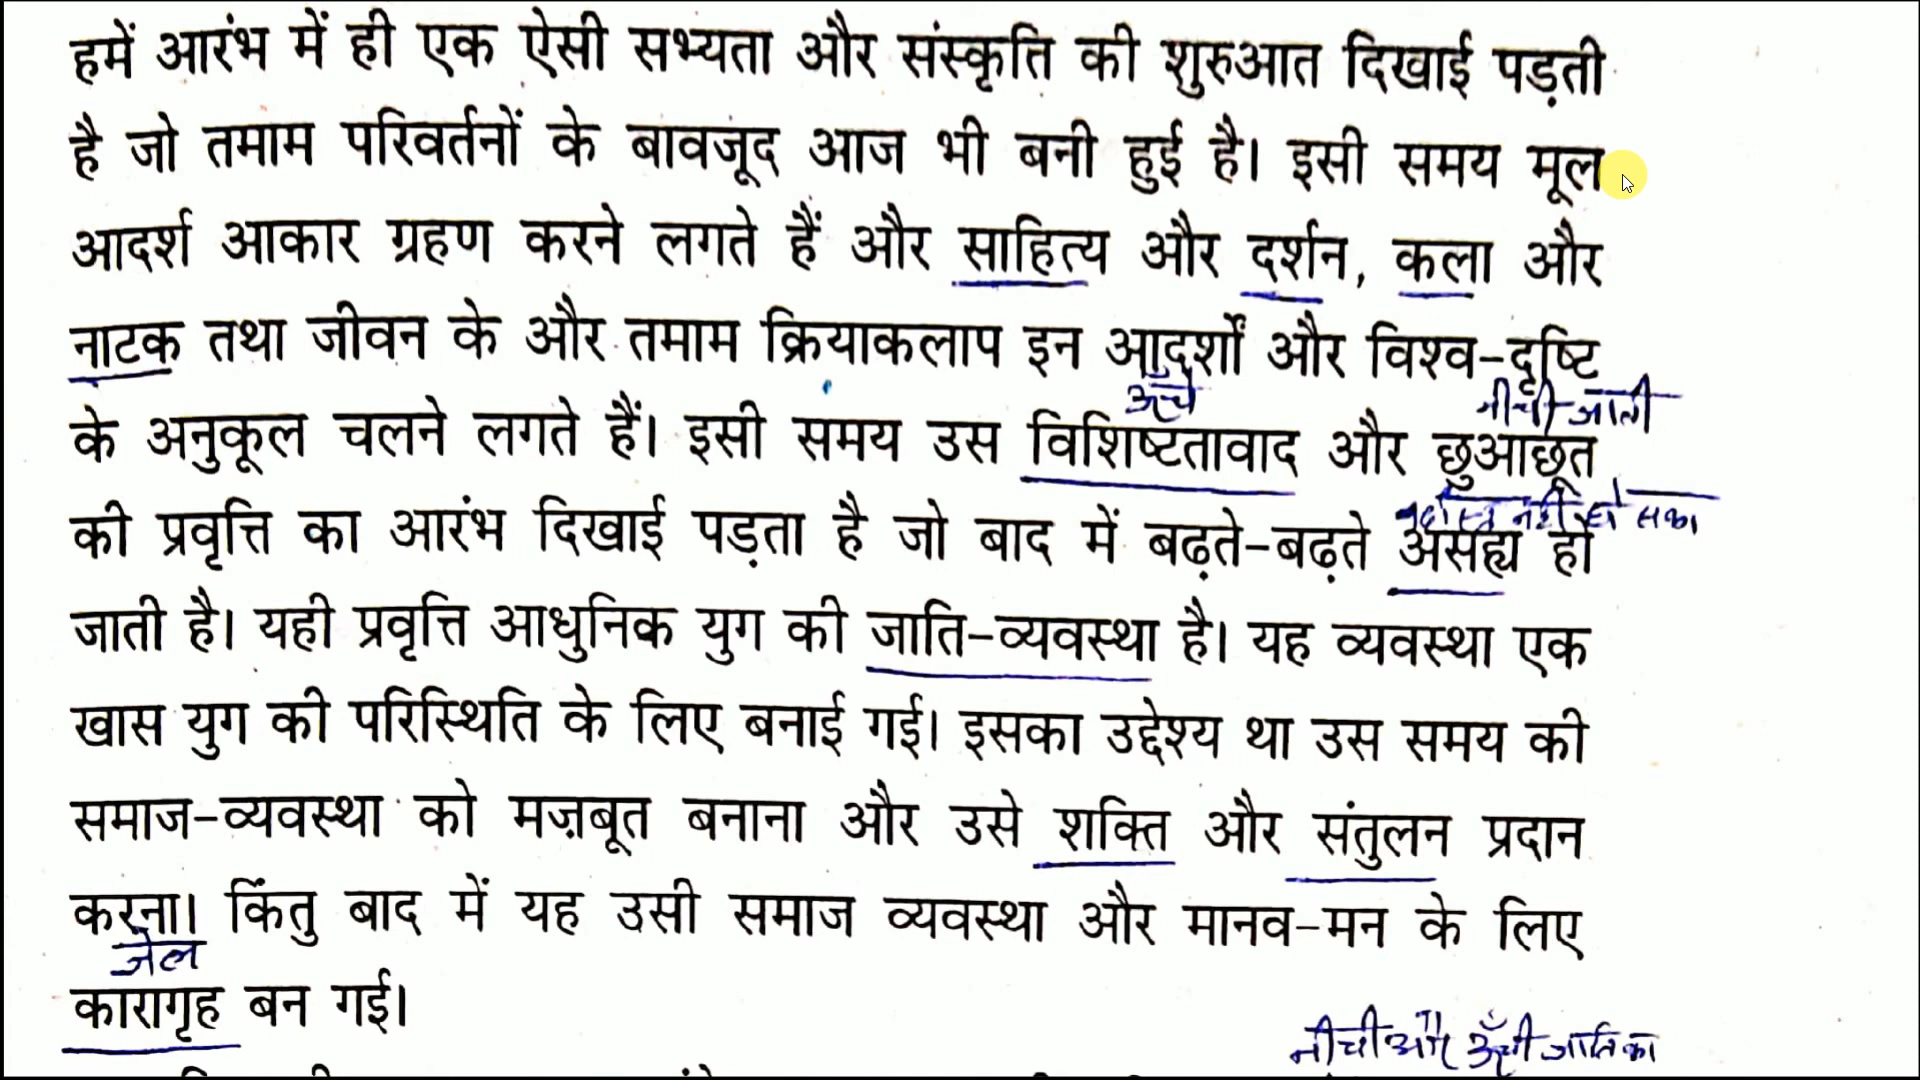 हमें आरंभ में ही एक ऐसी सभ्यता और संस्कृति की शुरुआत दिखाई पड़ती
है जो तमाम परिवर्तनों के बावजूद आज भी बनी हुई है। इसी समय मूल
आदर्श आकार ग्रहण करने लगते हैं और साहित्य और दर्शन, कला और
नाटक तथा जीवन के और तमाम क्रियाकलाप इन आदर्शों और विश्व-दृष्टि
ऊँचे नीची जाती
के अनुकूल चलने लगते हैं। इसी समय उस विशिष्टतावाद और छुआछूत
नहीं हो सका
की प्रवृत्ति का आरंभ दिखाई पड़ता है जो बाद में बढ़ते-बढ़ते असह्य हो
जाती है। यही प्रवृत्ति आधुनिक युग की जाति-व्यवस्था है। यह व्यवस्था एक
खास युग की परिस्थिति के लिए बनाई गई। इसका उद्देश्य था उस समय की
समाज-व्यवस्था को मज़बूत बनाना और उसे शक्ति और संतुलन प्रदान
करना। किंतु बाद में यह उसी समाज व्यवस्था और मानव-मन के लिए
जेल
कारागृह बन गई।
नीची और ऊँची जाति का